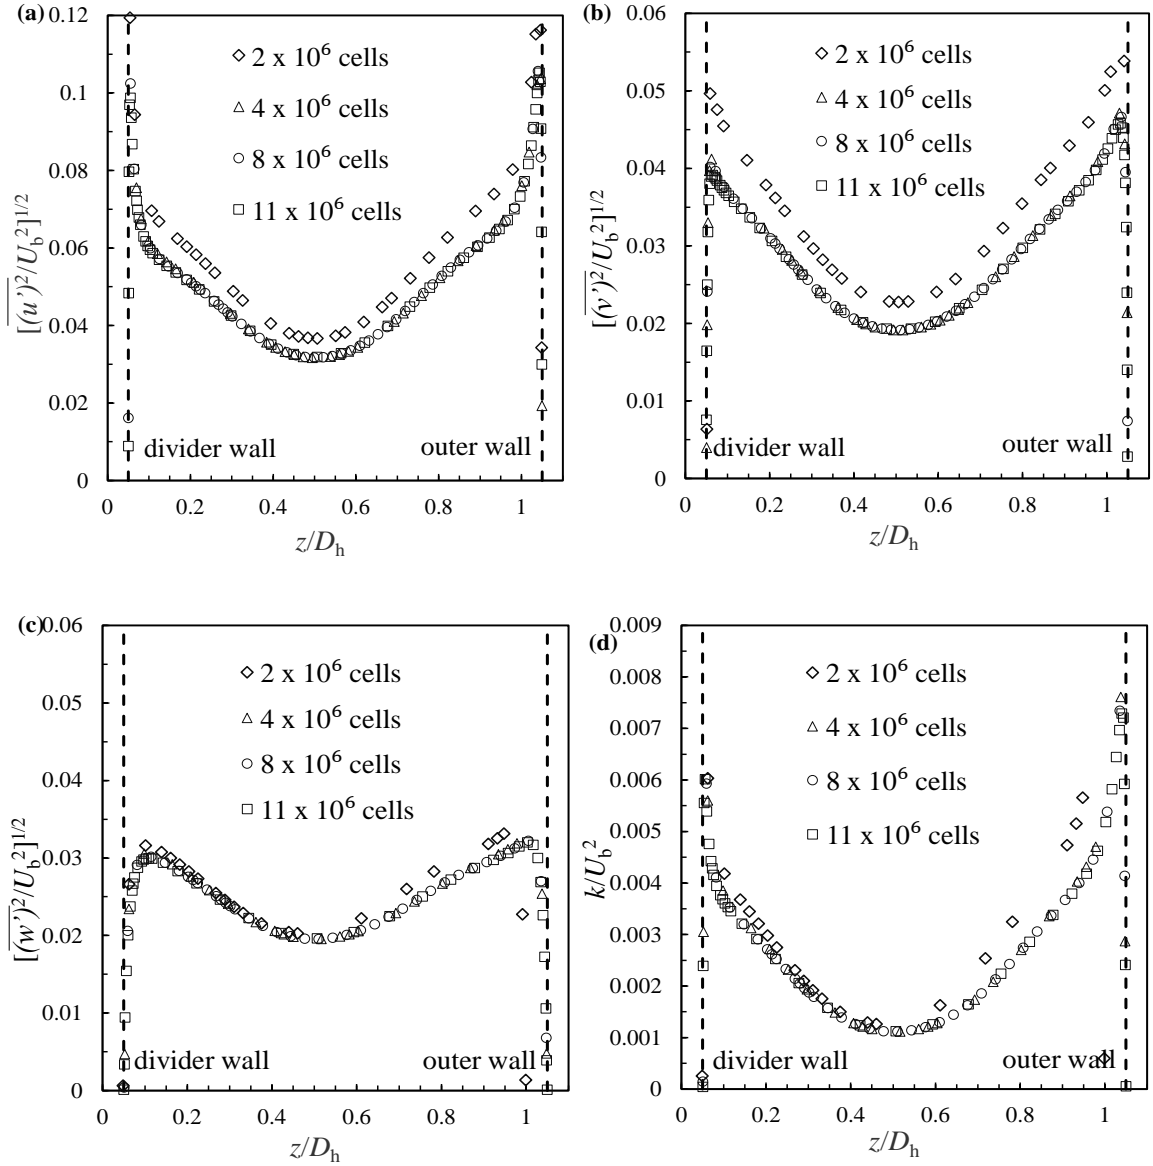 (a)
0.12
0.1
0.08
0.06
0.04
0.02
0
[(u')²/U_b²]^1/2
2 x 10⁶ cells
4 x 10⁶ cells
8 x 10⁶ cells
11 x 10⁶ cells
divider wall
outer wall
0 0.2 0.4 0.6 0.8 1
z/D_h
(b)
0.06
0.05
0.04
0.03
0.02
0.01
0
[(v')²/U_b²]^1/2
2 x 10⁶ cells
4 x 10⁶ cells
8 x 10⁶ cells
11 x 10⁶ cells
divider wall
outer wall
0 0.2 0.4 0.6 0.8 1
z/D_h
(c)
0.06
0.05
0.04
0.03
0.02
0.01
0
[(w')²/U_b²]^1/2
2 x 10⁶ cells
4 x 10⁶ cells
8 x 10⁶ cells
11 x 10⁶ cells
divider wall
outer wall
0 0.2 0.4 0.6 0.8 1
z/D_h
(d)
0.009
0.008
0.007
0.006
0.005
0.004
0.003
0.002
0.001
0
k/U_b²
2 x 10⁶ cells
4 x 10⁶ cells
8 x 10⁶ cells
11 x 10⁶ cells
divider wall
outer wall
0 0.2 0.4 0.6 0.8 1
z/D_h